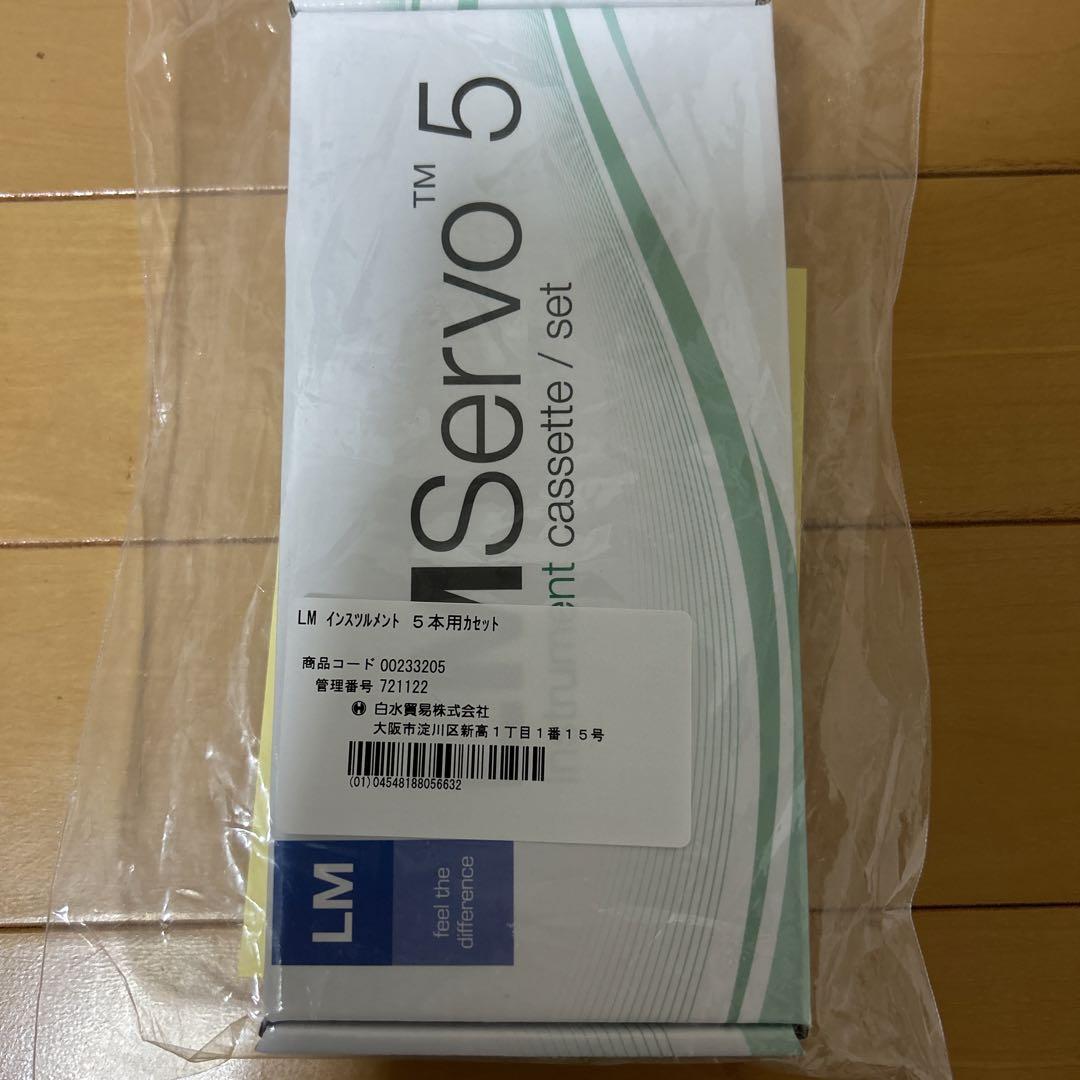 MServo™ 5
instrument cassette / set
LM インスツルメント 5本用カセット
商品コード 00233205
管理番号 721122
白水貿易株式会社
大阪市淀川区新高1丁目1番15号
(01)04548188056632
LM
feel the
difference